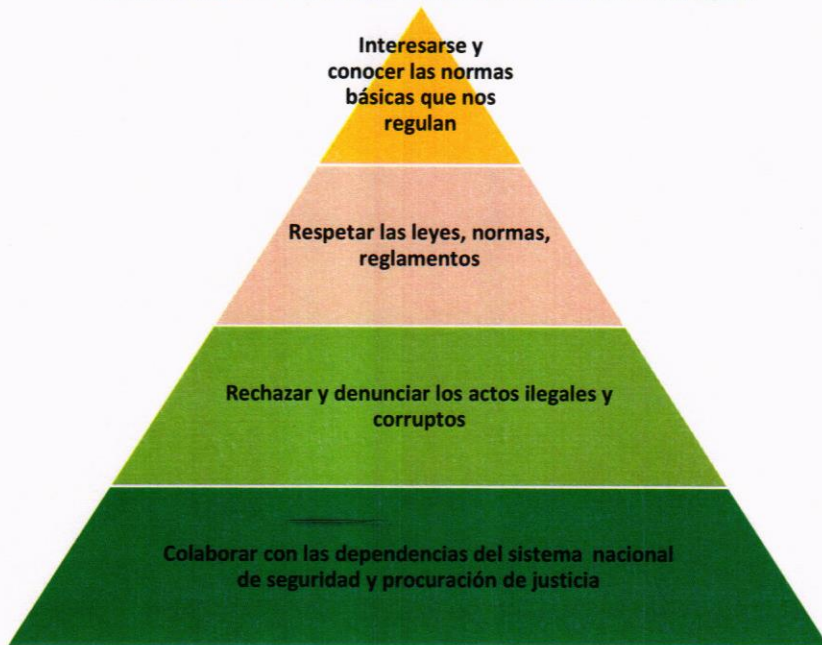 Interesarse y
conocer las normas
básicas que nos
regulan
Respetar las leyes, normas,
reglamentos
Rechazar y denunciar los actos ilegales y
corruptos
Colaborar con las dependencias del sistema nacional
de seguridad y procuración de justicia